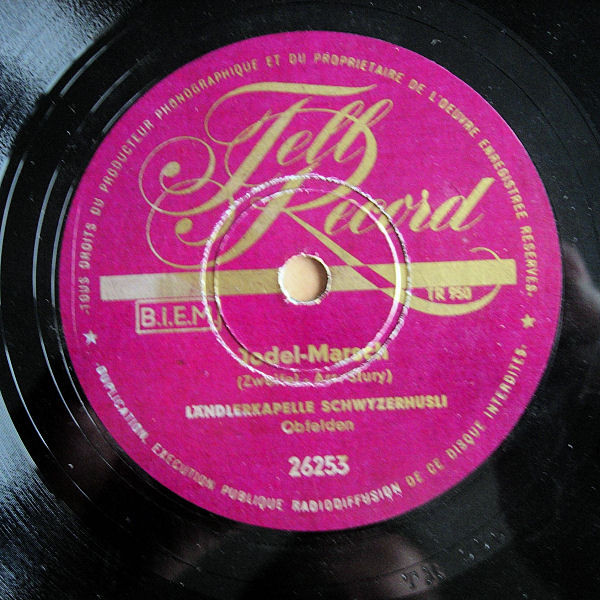 ·TOUS DROITS DU PRODUCTEUR PHONOGRAPHIQUE ET DU PROPRIETAIRE DE L'OEUVRE ENREGISTREE RESERVES·
Tell
Record
TR 950
B.I.E.M.
Jodel-Marsch
LÄNDLERKAPELLE SCHWYZERHUSLI
Obfelden
26253
DUPLICATION, EXECUTION PUBLIQUE RADIODIFFUSION DE CE DISQUE INTERDITES.